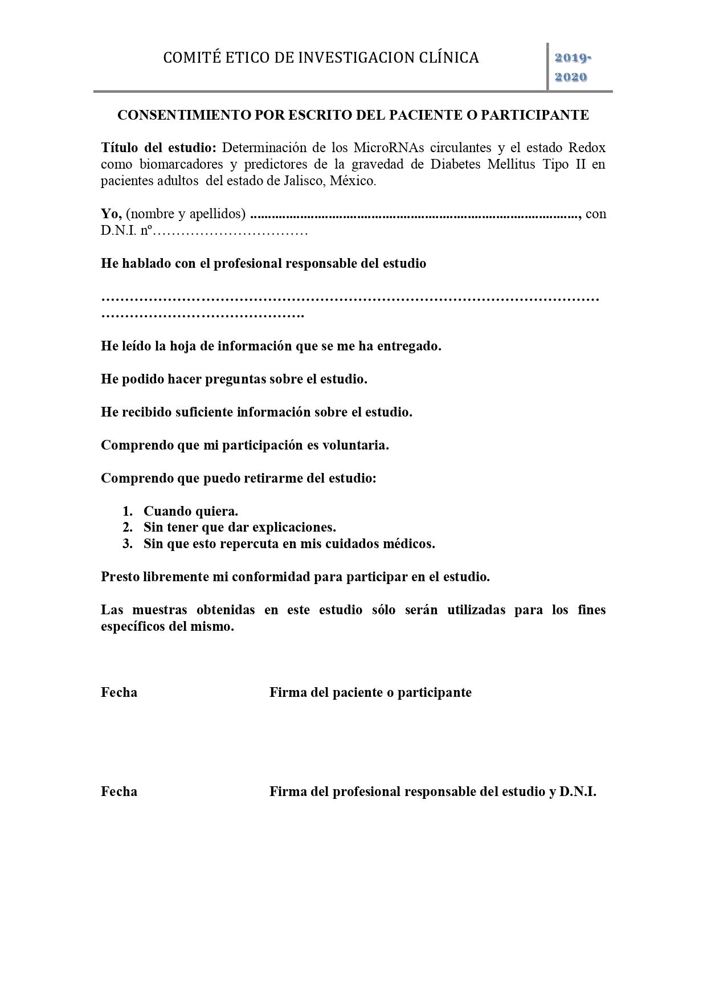 COMITÉ ETICO DE INVESTIGACION CLÍNICA
2019-
2020
CONSENTIMIENTO POR ESCRITO DEL PACIENTE O PARTICIPANTE
Título del estudio: Determinación de los MicroRNAs circulantes y el estado Redox
como biomarcadores y predictores de la gravedad de Diabetes Mellitus Tipo II en
pacientes adultos del estado de Jalisco, México.
Yo, (nombre y apellidos) ............................................................................................, con
D.N.I. nº……………………………
He hablado con el profesional responsable del estudio
……………………………………………………………………………………………
…………………………………….
He leído la hoja de información que se me ha entregado.
He podido hacer preguntas sobre el estudio.
He recibido suficiente información sobre el estudio.
Comprendo que mi participación es voluntaria.
Comprendo que puedo retirarme del estudio:
1. Cuando quiera.
2. Sin tener que dar explicaciones.
3. Sin que esto repercuta en mis cuidados médicos.
Presto libremente mi conformidad para participar en el estudio.
Las muestras obtenidas en este estudio sólo serán utilizadas para los fines
específicos del mismo.
Fecha Firma del paciente o participante
Fecha Firma del profesional responsable del estudio y D.N.I.